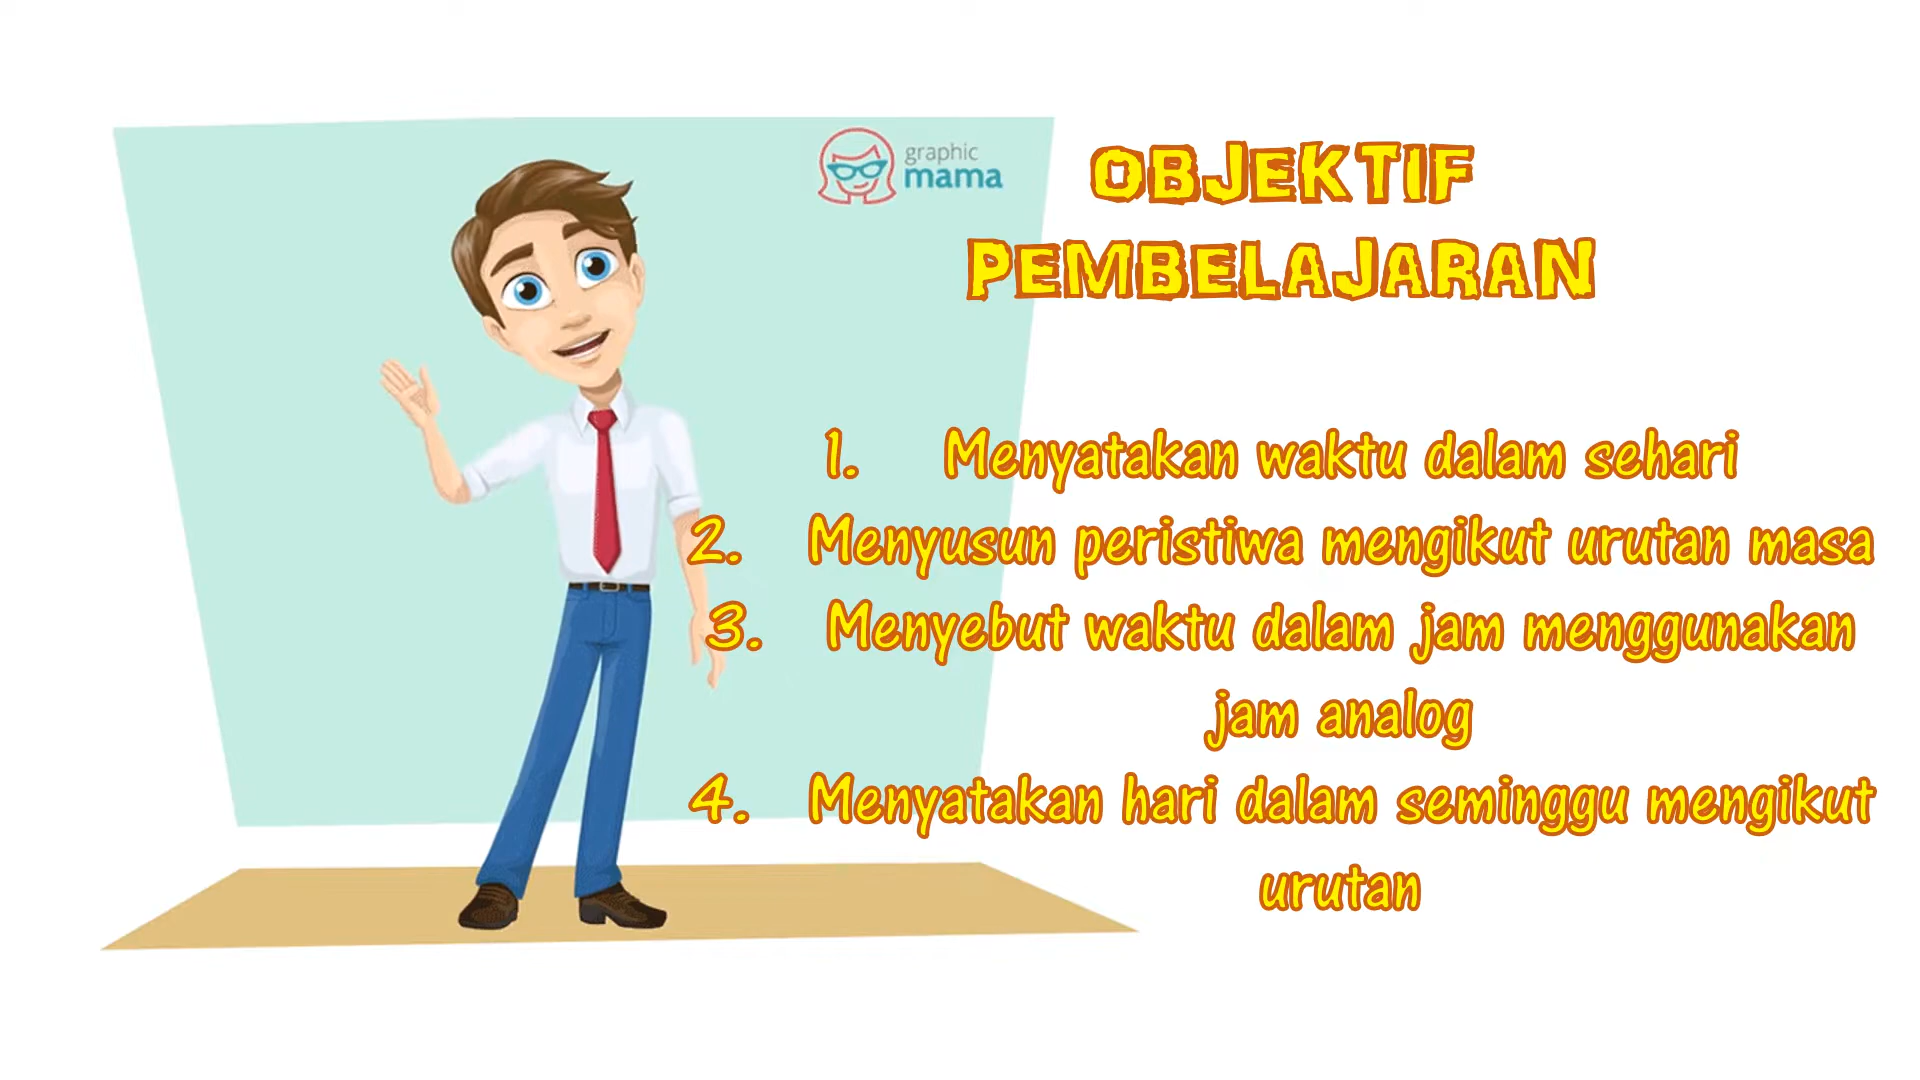 graphic
mama
OBJEKTIF
PEMBELAJARAN
1. Menyatakan waktu dalam sehari
2. Menyusun peristiwa mengikut urutan masa
3. Menyebut waktu dalam jam menggunakan
jam analog
4. Menyatakan hari dalam seminggu mengikut
urutan